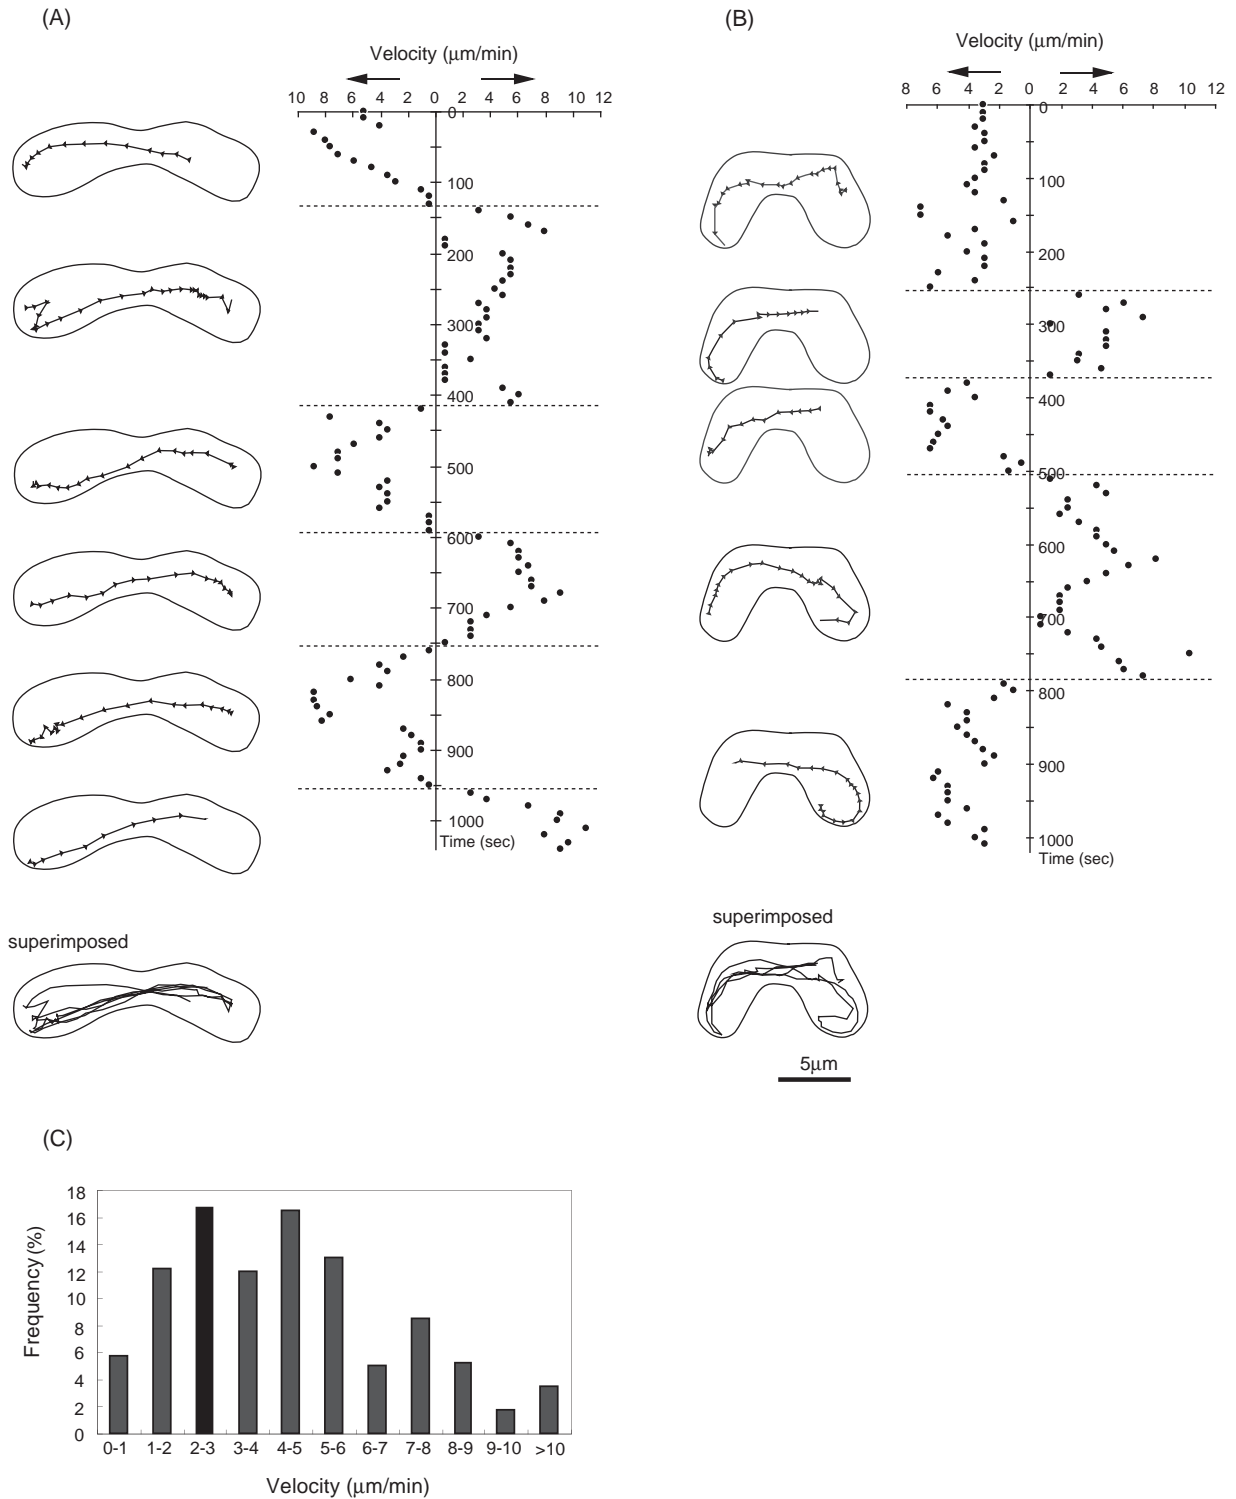 (A)
Velocity (μm/min)
10 8 6 4 2 0 2 4 6 8 10 12
0
100
200
300
400
500
600
700
800
900
1000
Time (sec)
superimposed
(B)
Velocity (μm/min)
8 6 4 2 0 2 4 6 8 10 12
0
100
200
300
400
500
600
700
800
900
1000
Time (sec)
superimposed
5μm
(C)
Frequency (%)
18
16
14
12
10
8
6
4
2
0
0-1 1-2 2-3 3-4 4-5 5-6 6-7 7-8 8-9 9-10 >10
Velocity (μm/min)